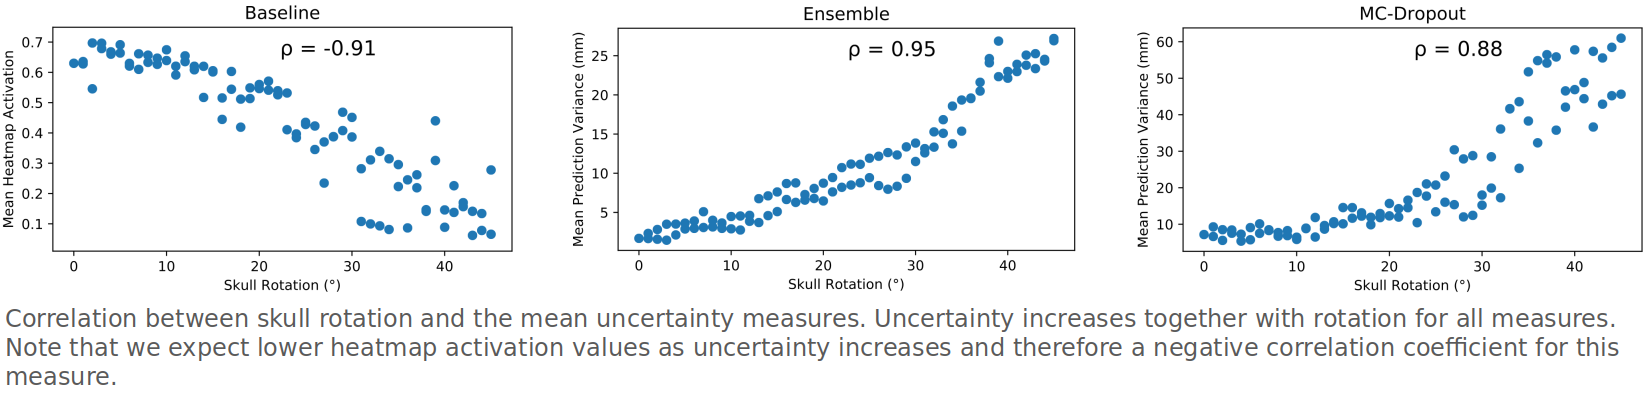 Baseline
ρ = -0.91
Mean Heatmap Activation
0.7
0.6
0.5
0.4
0.3
0.2
0.1
0 10 20 30 40
Skull Rotation (°)
Ensemble
ρ = 0.95
Mean Prediction Variance (mm)
25
20
15
10
5
0 10 20 30 40
Skull Rotation (°)
MC-Dropout
ρ = 0.88
Mean Prediction Variance (mm)
60
50
40
30
20
10
0 10 20 30 40
Skull Rotation (°)
Correlation between skull rotation and the mean uncertainty measures. Uncertainty increases together with rotation for all measures.
Note that we expect lower heatmap activation values as uncertainty increases and therefore a negative correlation coefficient for this
measure.